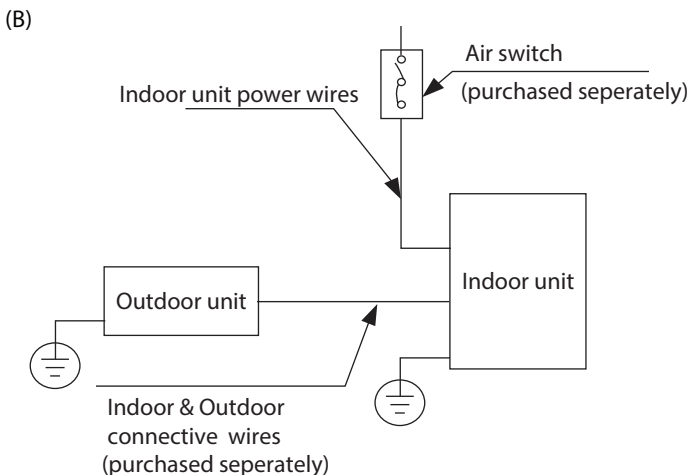 (B)
Air switch
(purchased seperately)
Indoor unit power wires
Indoor unit
Outdoor unit
Indoor & Outdoor
connective wires
(purchased seperately)